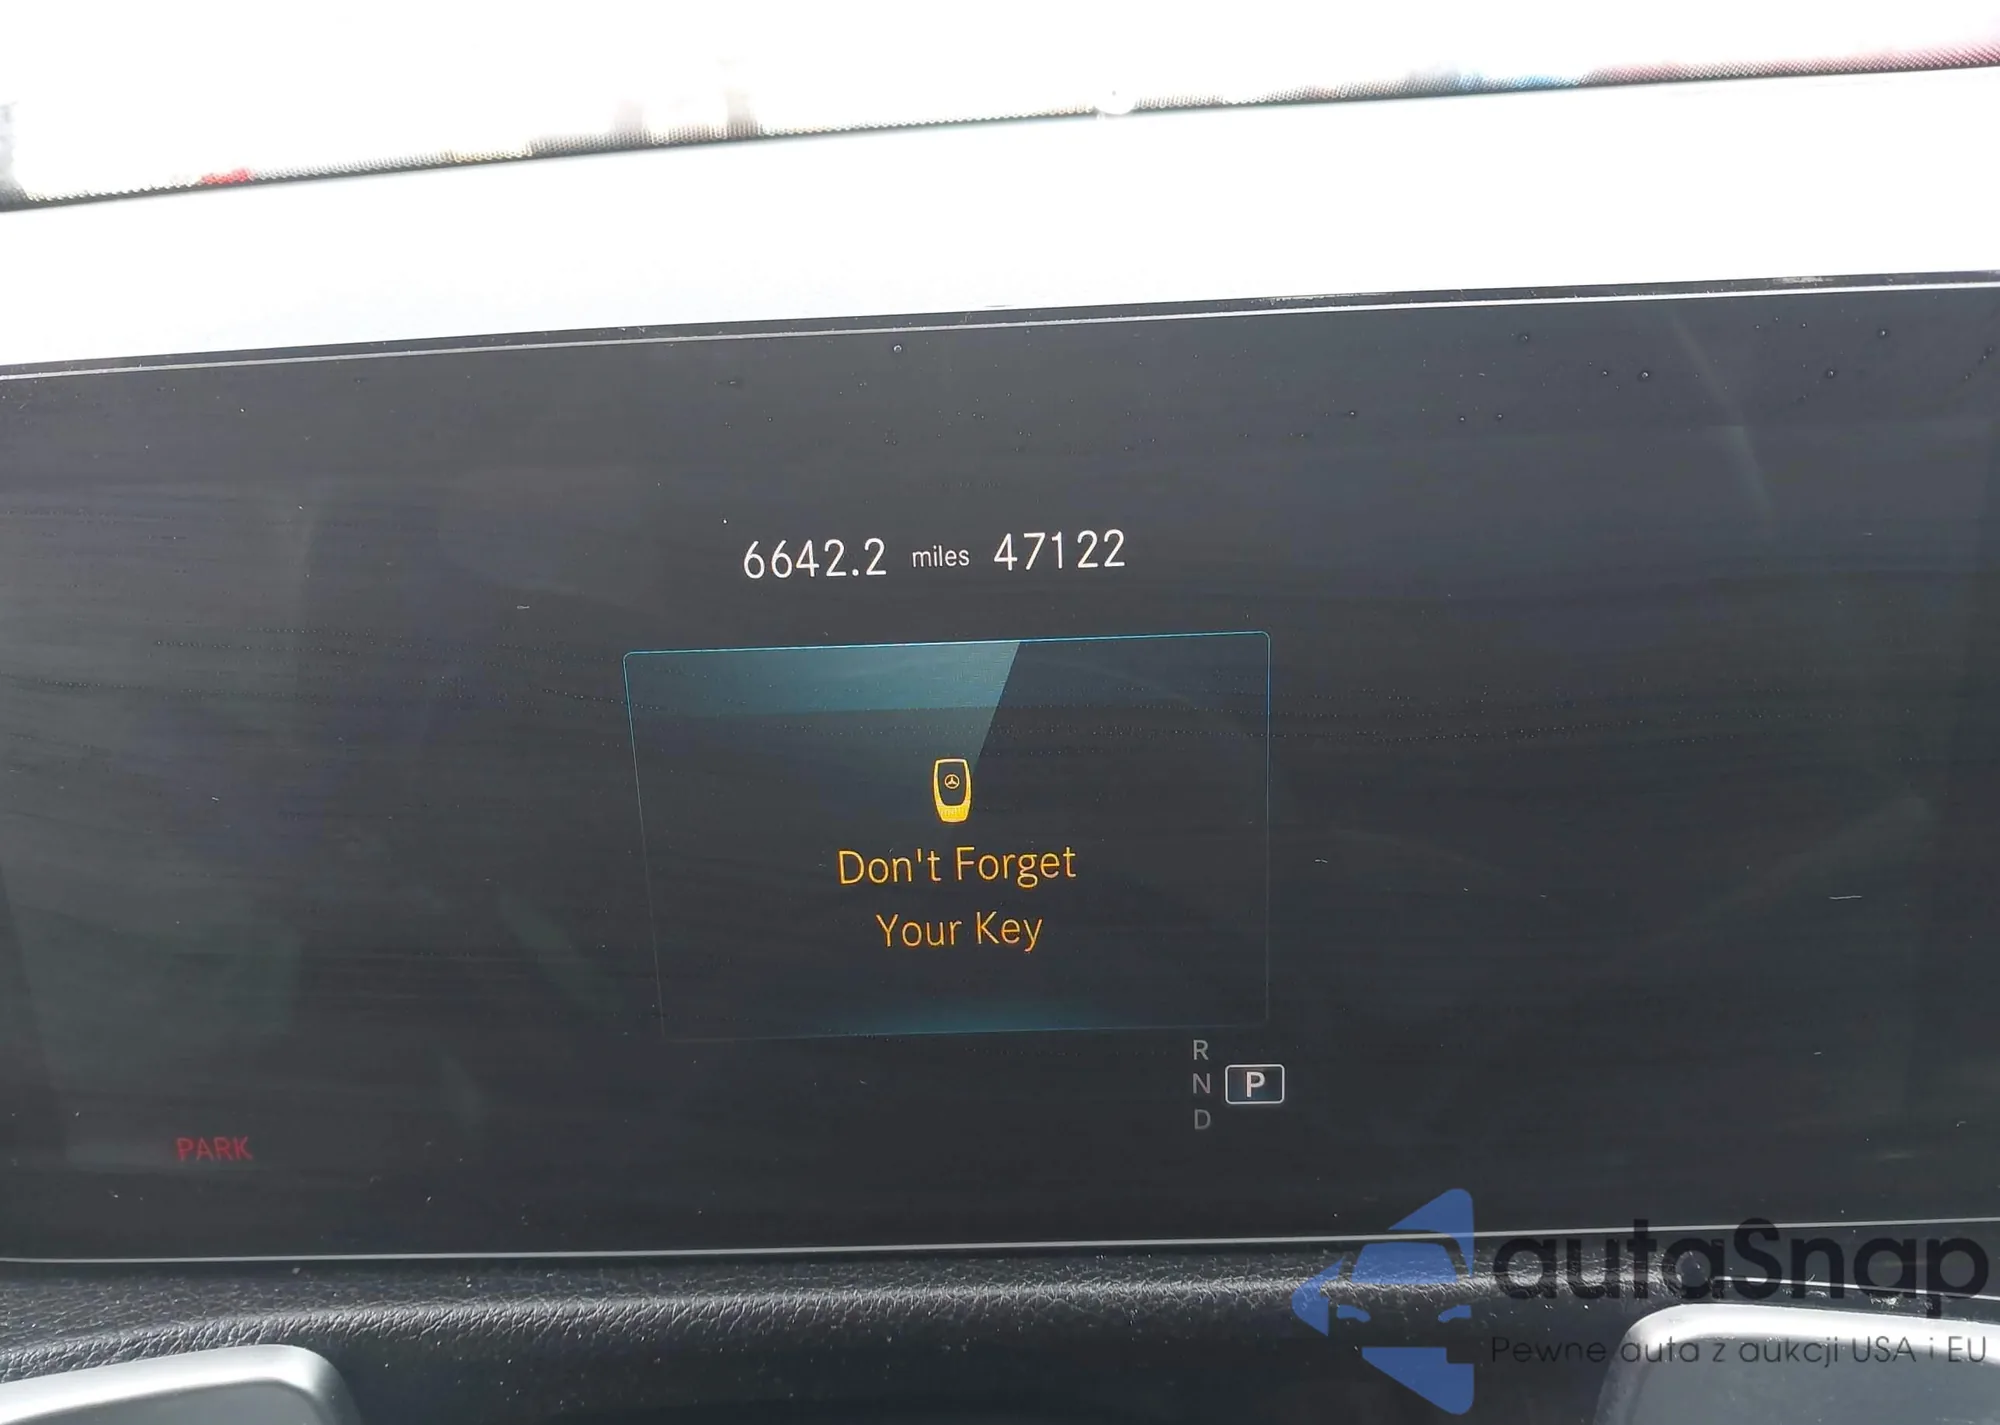 6642.2 miles 47122
Don't Forget
Your Key
R
N P
D
PARK
autaSnap
Pewne auta z aukcji USA i EU